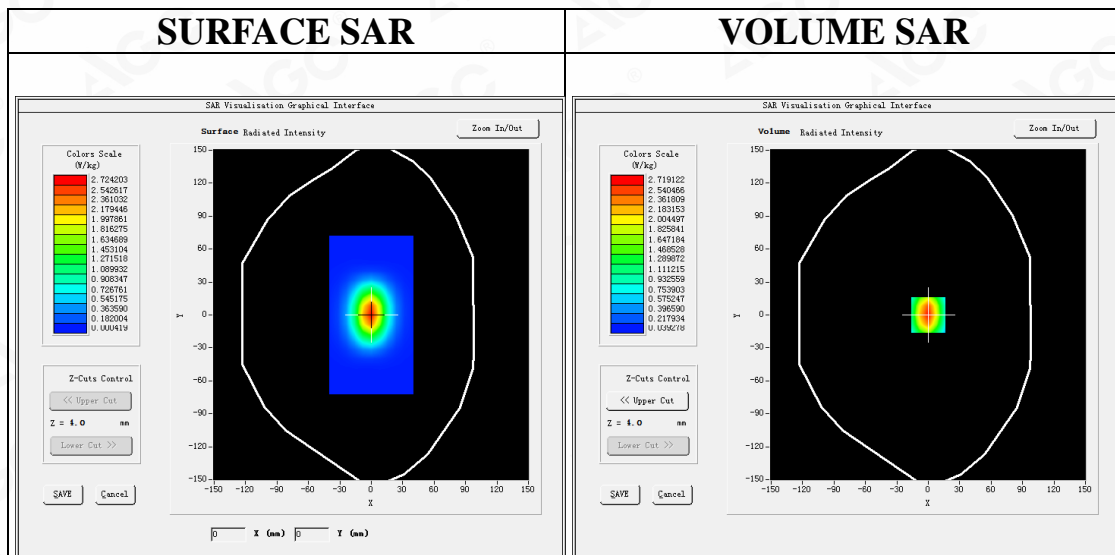 SURFACE SAR
VOLUME SAR
SAR Visualisation Graphical Interface
Surface Radiated Intensity
Zoom In/Out
Colors Scale
(W/kg)
2.724203
2.542617
2.361032
2.179446
1.997861
1.816275
1.634689
1.453104
1.271518
1.089932
0.908347
0.726761
0.545175
0.363590
0.182004
0.000419
Z-Cuts Control
<< Upper Cut
Z = 4.0 mm
Lower Cut >>
SAVE Cancel
150
120
90
60
30
0
-30
-60
-90
-120
-150
Y
-150 -120 -90 -60 -30 0 30 60 90 120 150
X
0 X (mm) 0 Y (mm)
SAR Visualisation Graphical Interface
Volume Radiated Intensity
Zoom In/Out
Colors Scale
(W/kg)
2.719122
2.540466
2.361809
2.183153
2.004497
1.825841
1.647184
1.468528
1.289872
1.111215
0.932559
0.753903
0.575247
0.396590
0.217934
0.039278
Z-Cuts Control
<< Upper Cut
Z = 4.0 mm
Lower Cut >>
SAVE Cancel
150
120
90
60
30
0
-30
-60
-90
-120
-150
Y
-150 -120 -90 -60 -30 0 30 60 90 120 150
X